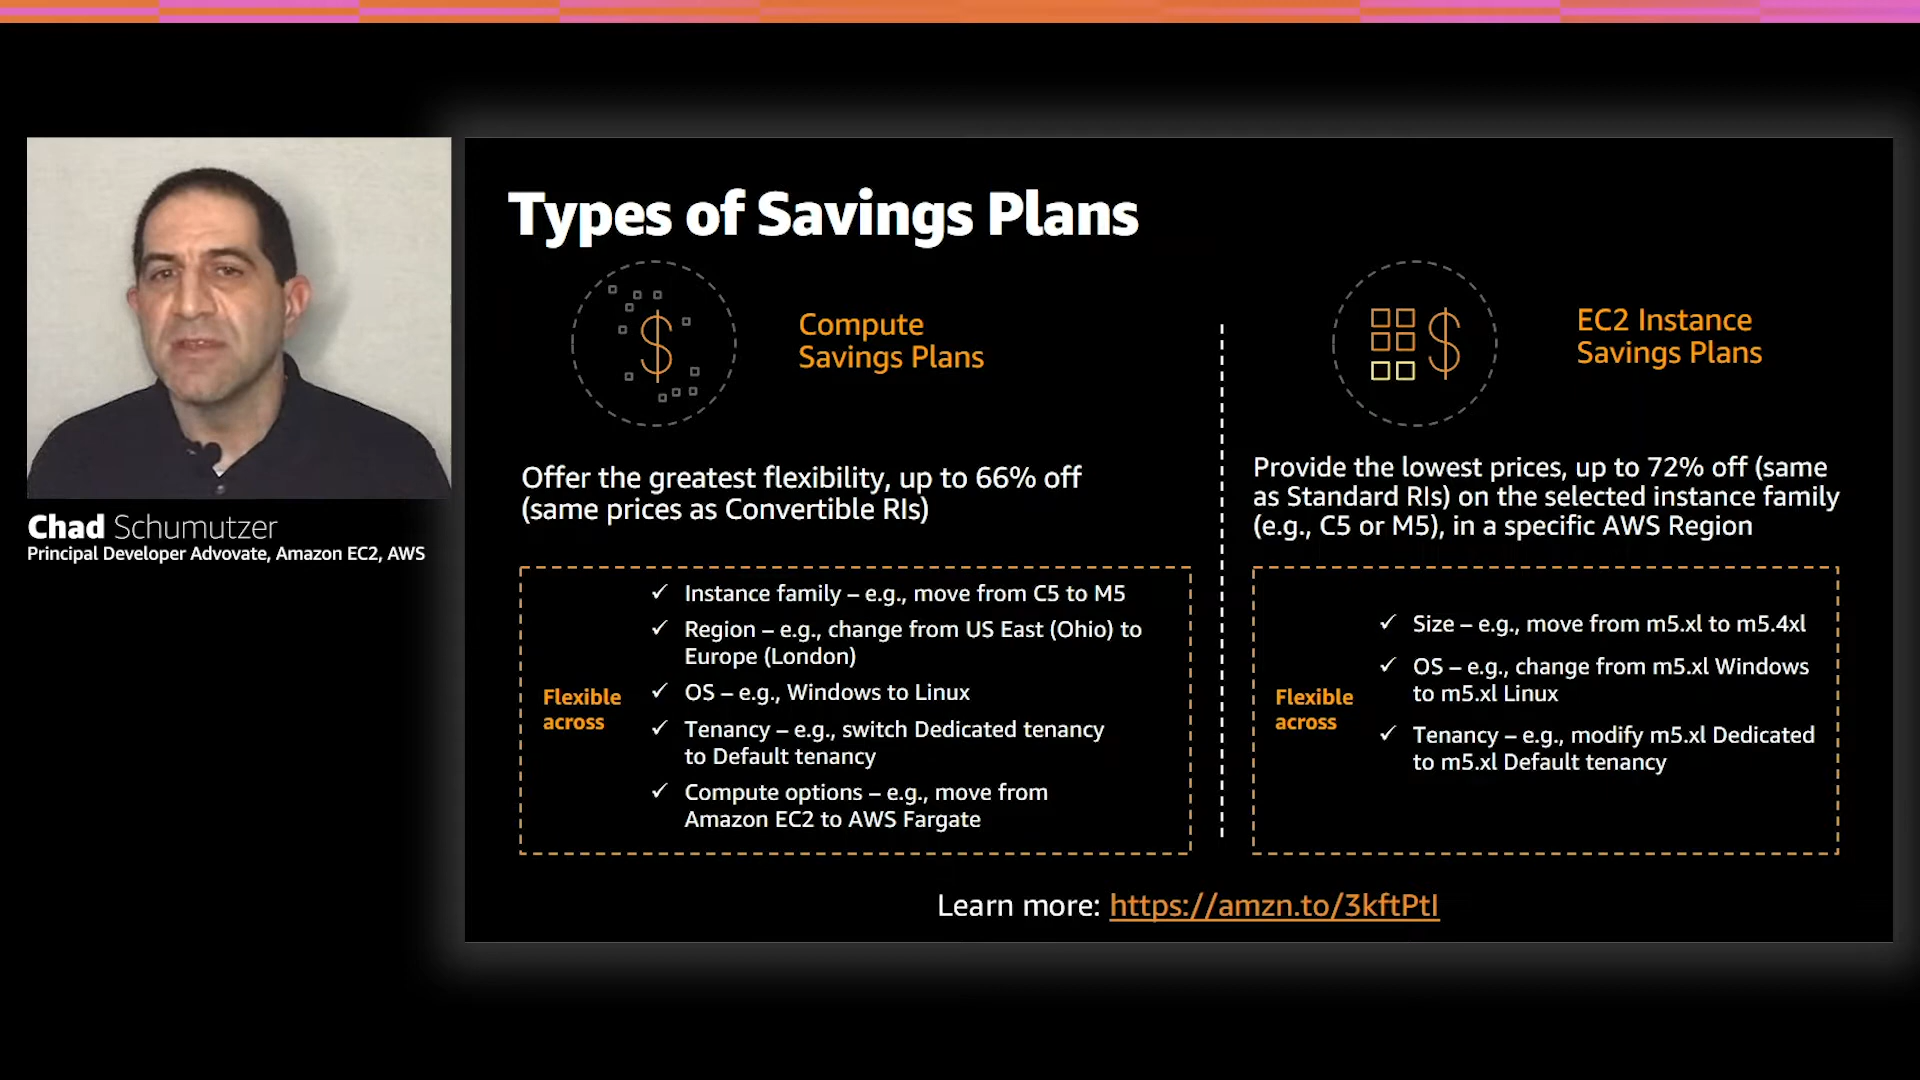 Types of Savings Plans
Compute
Savings Plans
Offer the greatest flexibility, up to 66% off
(same prices as Convertible RIs)
Flexible
across
✓ Instance family – e.g., move from C5 to M5
✓ Region – e.g., change from US East (Ohio) to
Europe (London)
✓ OS – e.g., Windows to Linux
✓ Tenancy – e.g., switch Dedicated tenancy
to Default tenancy
✓ Compute options – e.g., move from
Amazon EC2 to AWS Fargate
EC2 Instance
Savings Plans
Provide the lowest prices, up to 72% off (same
as Standard RIs) on the selected instance family
(e.g., C5 or M5), in a specific AWS Region
Flexible
across
✓ Size – e.g., move from m5.xl to m5.4xl
✓ OS – e.g., change from m5.xl Windows
to m5.xl Linux
✓ Tenancy – e.g., modify m5.xl Dedicated
to m5.xl Default tenancy
Learn more: https://amzn.to/3kftPtI
Chad Schumutzer
Principal Developer Advovate, Amazon EC2, AWS